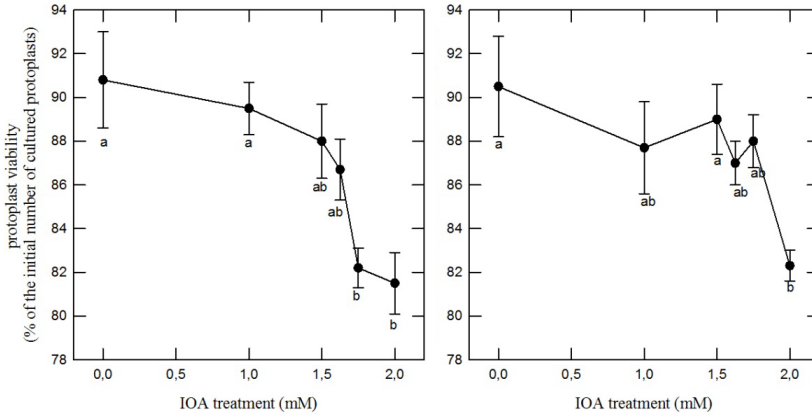 protoplast viability
(% of the initial number of cultured protoplasts)
94
92
90
88
86
84
82
80
78
a
a
ab
ab
b
b
0,0
0,5
1,0
1,5
2,0
IOA treatment (mM)
94
92
90
88
86
84
82
80
78
a
ab
a
ab
ab
b
0,0
0,5
1,0
1,5
2,0
IOA treatment (mM)